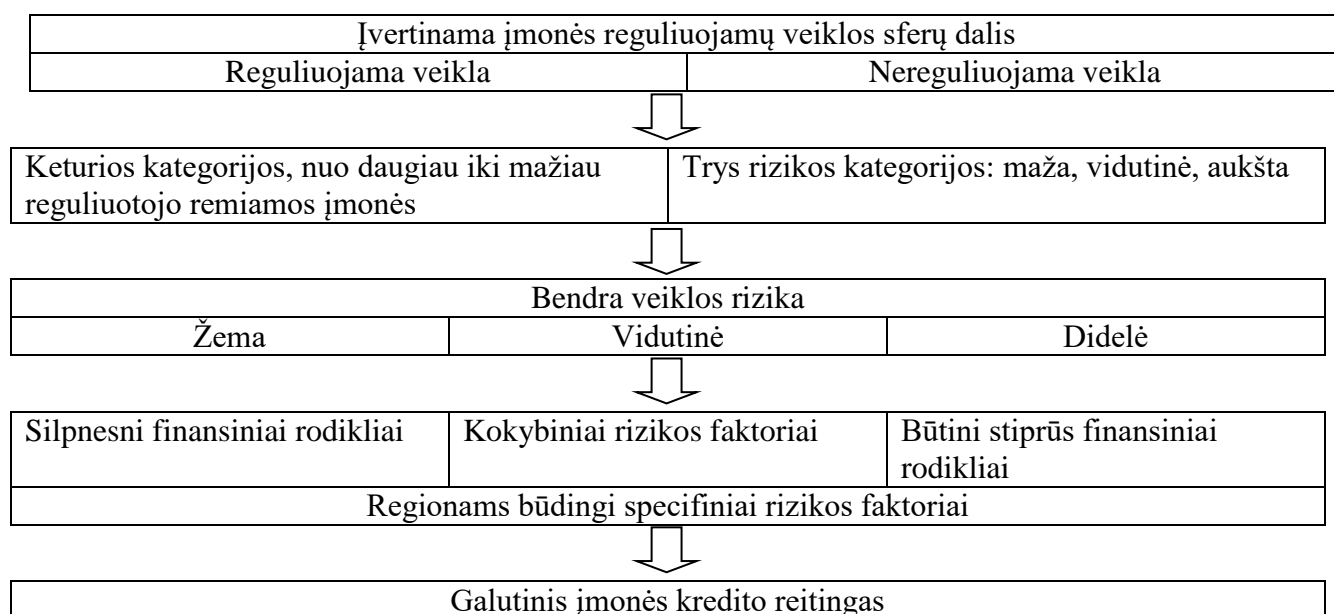 Įvertinama įmonės reguliuojamų veiklos sferų dalis
Reguliuojama veikla
Nereguliuojama veikla
Keturios kategorijos, nuo daugiau iki mažiau
reguliuotojo remiamos įmonės
Trys rizikos kategorijos: maža, vidutinė, aukšta
Bendra veiklos rizika
Žema
Vidutinė
Didelė
Silpnesni finansiniai rodikliai
Kokybiniai rizikos faktoriai
Būtini stiprūs finansiniai
rodikliai
Regionams būdingi specifiniai rizikos faktoriai
Galutinis įmonės kredito reitingas